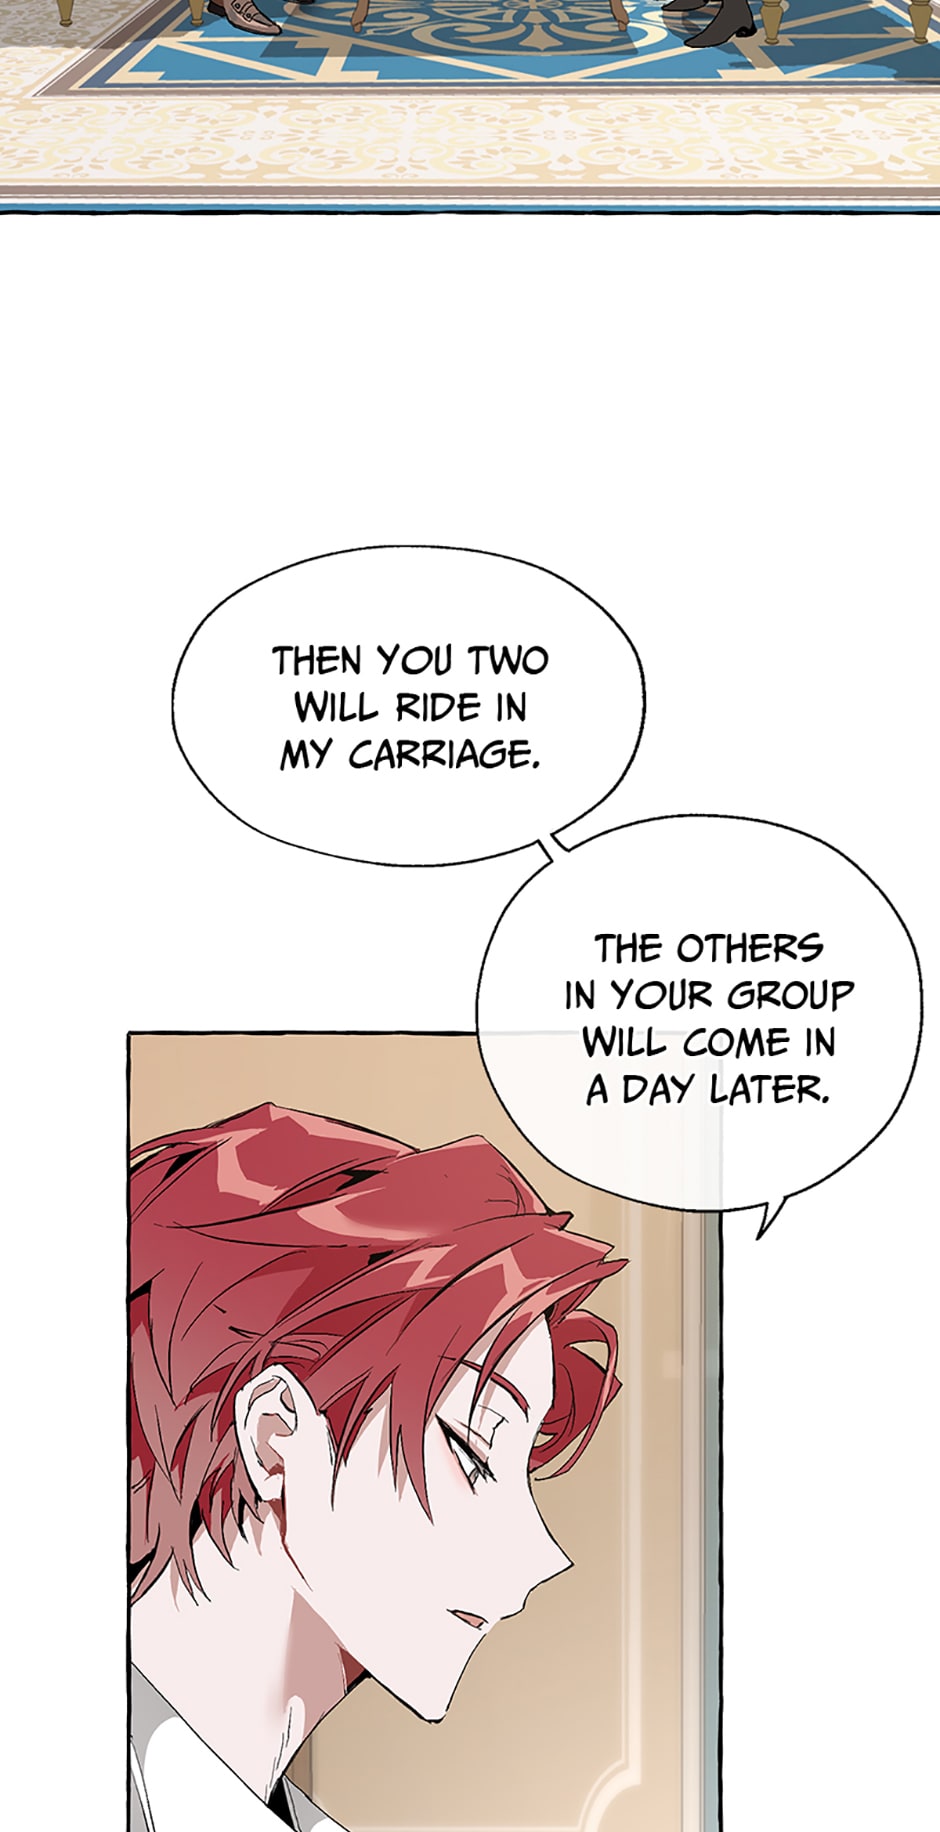 THEN YOU TWO
WILL RIDE IN
MY CARRIAGE.
THE OTHERS
IN YOUR GROUP
WILL COME IN
A DAY LATER.